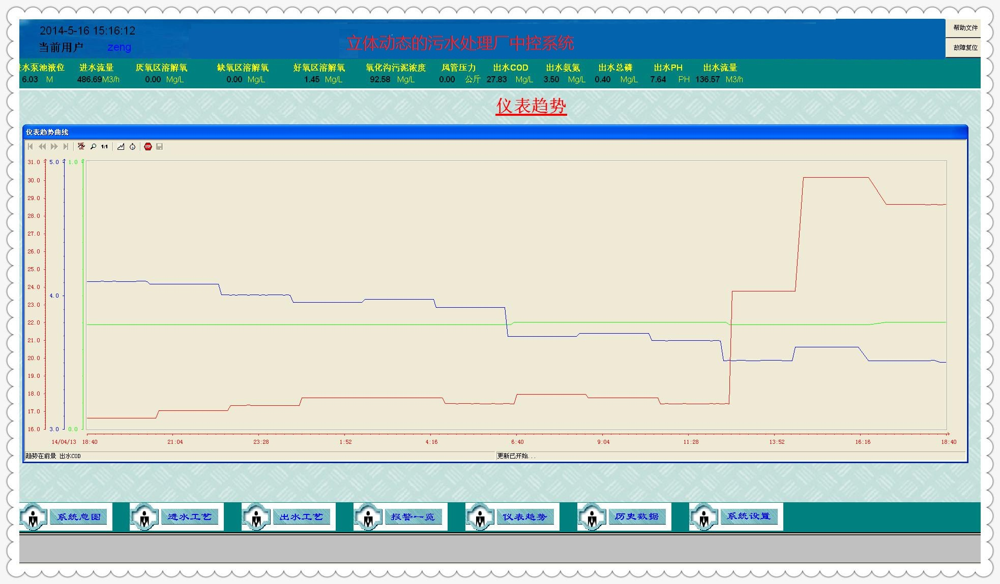 2014-5-16 15:16:12
当前用户 zeng
立体动态的污水处理厂中控系统
帮助文件
故障复位
水泵池液位 进水流量 厌氧区溶解氧 缺氧区溶解氧 好氧区溶解氧 氧化沟污泥浓度 风管压力 出水COD 出水氨氮 出水总磷 出水PH 出水流量
6.03 M 486.69M3/h 0.00 Mg/L 0.00 Mg/L 1.45 Mg/L 92.58 Mg/L 0.00 公斤 27.83 Mg/L 3.50 Mg/L 0.40 Mg/L 7.64 PH 136.57 M3/h
仪表趋势
仪表趋势曲线
1:1
STOP
31.0 5.0 1.0
30.0
29.0
28.0
27.0
26.0
25.0
24.0
4.0
23.0
22.0
21.0
20.0
19.0
18.0
17.0
16.0 3.0 0.0
14/04/13 18:40 21:04 23:28 1:52 4:16 6:40 9:04 11:28 13:52 16:16 18:40
趋势在前景 出水COD
更新已开始...
系统总图 进水工艺 出水工艺 报警一览 仪表趋势 历史数据 系统设置